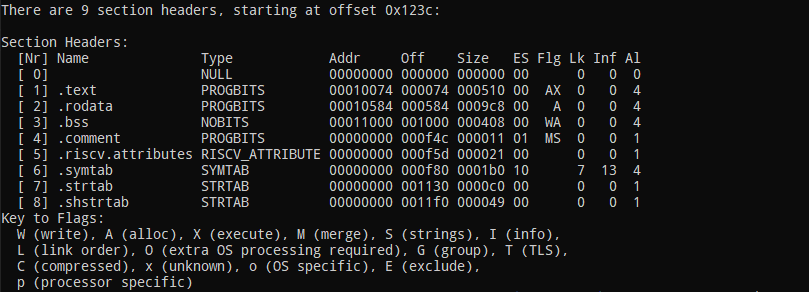 There are 9 section headers, starting at offset 0x123c:

Section Headers:
  [Nr] Name              Type            Addr     Off    Size   ES Flg Lk Inf Al
  [ 0]                   NULL            00000000 000000 000000 00      0   0  0
  [ 1] .text             PROGBITS        00010074 000074 000510 00  AX  0   0  4
  [ 2] .rodata           PROGBITS        00010584 000584 0009c8 00   A  0   0  4
  [ 3] .bss              NOBITS          00011000 001000 000408 00  WA  0   0  4
  [ 4] .comment          PROGBITS        00000000 000f4c 000011 01  MS  0   0  1
  [ 5] .riscv.attributes RISCV_ATTRIBUTE 00000000 000f5d 000021 00      0   0  1
  [ 6] .symtab           SYMTAB          00000000 000f80 0001b0 10      7  13  4
  [ 7] .strtab           STRTAB          00000000 001130 0000c0 00      0   0  1
  [ 8] .shstrtab         STRTAB          00000000 0011f0 000049 00      0   0  1
Key to Flags:
  W (write), A (alloc), X (execute), M (merge), S (strings), I (info),
  L (link order), O (extra OS processing required), G (group), T (TLS),
  C (compressed), x (unknown), o (OS specific), E (exclude),
  p (processor specific)